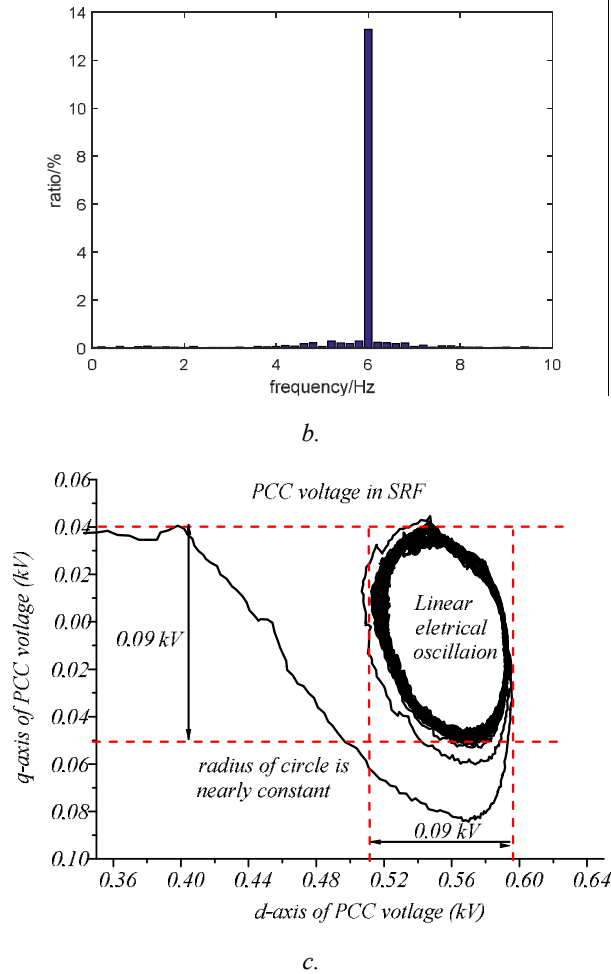 14
12
10
8
6
4
2
0
ratio/%
0 2 4 6 8 10
frequency/Hz
b.
0.06
0.04
0.02
0.00
0.02
0.04
0.06
0.08
0.10
q-axis of PCC votlage (kV)
PCC voltage in SRF
Linear
eletrical
oscillaion
0.09 kV
radius of circle is
nearly constant
0.09 kV
0.36 0.40 0.44 0.48 0.52 0.56 0.60 0.64
d-axis of PCC votlage (kV)
c.